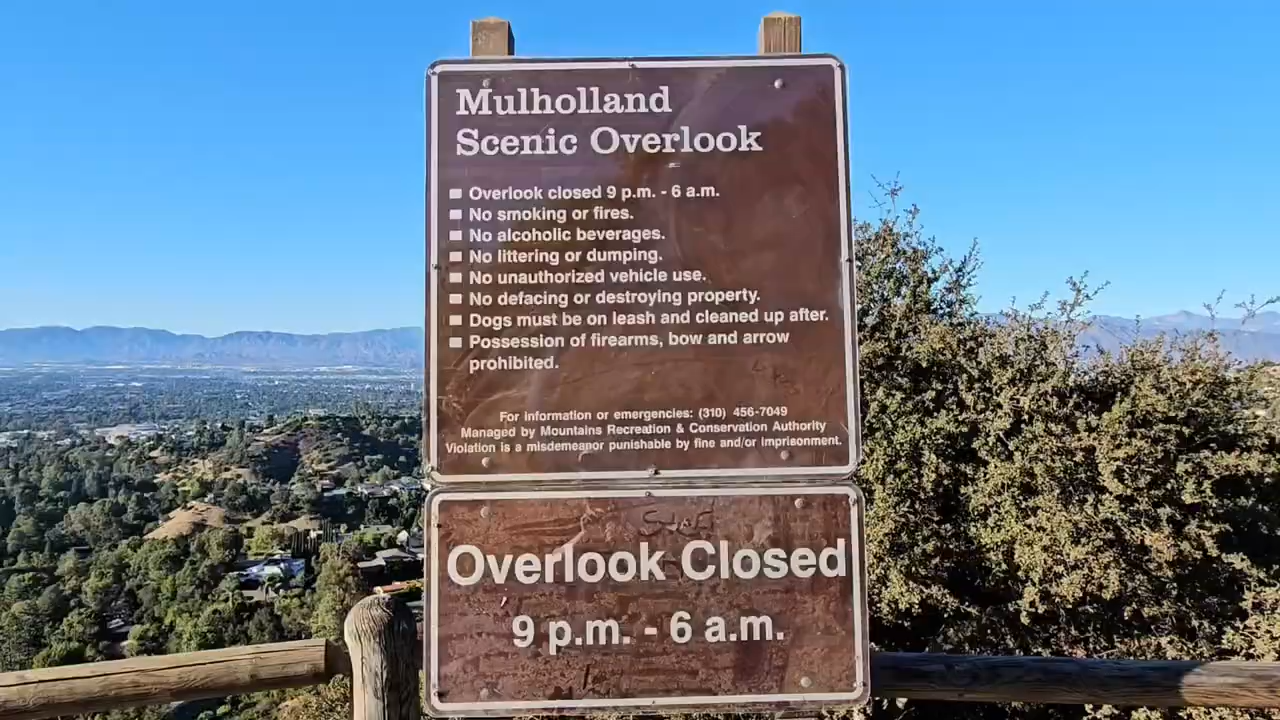 Mulholland
Scenic Overlook
Overlook closed 9 p.m. - 6 a.m.
No smoking or fires.
No alcoholic beverages.
No littering or dumping.
No unauthorized vehicle use.
No defacing or destroying property.
Dogs must be on leash and cleaned up after.
Possession of firearms, bow and arrow
prohibited.
For information or emergencies: (310) 456-7049
Managed by Mountains Recreation & Conservation Authority
Violation is a misdemeanor punishable by fine and/or imprisonment.
Overlook Closed
9 p.m. - 6 a.m.